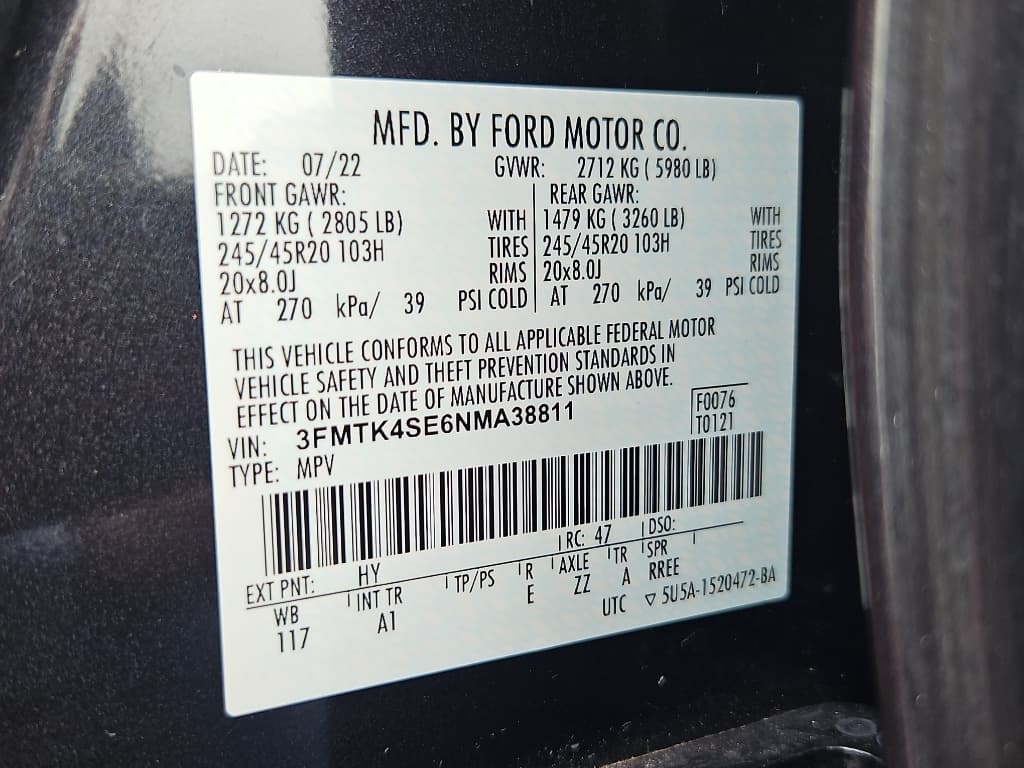 MFD. BY FORD MOTOR CO.
DATE: 07/22 GVWR: 2712 KG ( 5980 LB)
FRONT GAWR: REAR GAWR:
1272 KG ( 2805 LB) WITH 1479 KG ( 3260 LB) WITH
245/45R20 103H TIRES 245/45R20 103H TIRES
20x8.0J RIMS 20x8.0J RIMS
AT 270 kPa/ 39 PSI COLD AT 270 kPa/ 39 PSI COLD
THIS VEHICLE CONFORMS TO ALL APPLICABLE FEDERAL MOTOR
VEHICLE SAFETY AND THEFT PREVENTION STANDARDS IN
EFFECT ON THE DATE OF MANUFACTURE SHOWN ABOVE.
VIN: 3FMTK4SE6NMA38811 F0076
TYPE: MPV T0121
EXT PNT: HY RC: 47 DSO:
WB INT TR TP/PS R AXLE TR SPR
117 A1 E ZZ A RREE
UTC ▽ 5U5A-1520472-BA